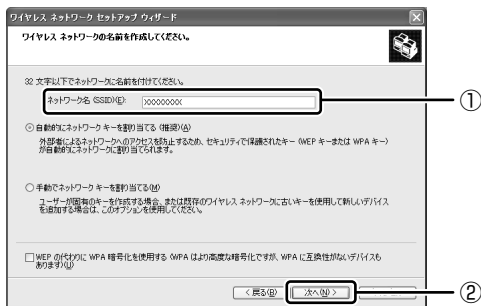 ワイヤレス ネットワーク セットアップ ウィザード
ワイヤレス ネットワークの名前を作成してください。
32 文字以下でネットワークに名前を付けてください。
ネットワーク名 (SSID)(E): XXXXXXXX
①
自動的にネットワーク キーを割り当てる (推奨)(A)
外部者によるネットワークへのアクセスを防止するため、セキュリティで保護されたキー (WEP キーまたは WPA キー)
が自動的にネットワークに割り当てられます。
手動でネットワーク キーを割り当てる(M)
ユーザーが固有のキーを作成する場合、または既存のワイヤレス ネットワークに古いキーを使用して新しいデバイス
を追加する場合は、このオプションを使用してください。
WEP の代わりに WPA 暗号化を使用する (WPA はより高度な暗号化ですが、WPA に互換性がないデバイスも
あります)(U)
< 戻る(B)
次へ(N) >
②